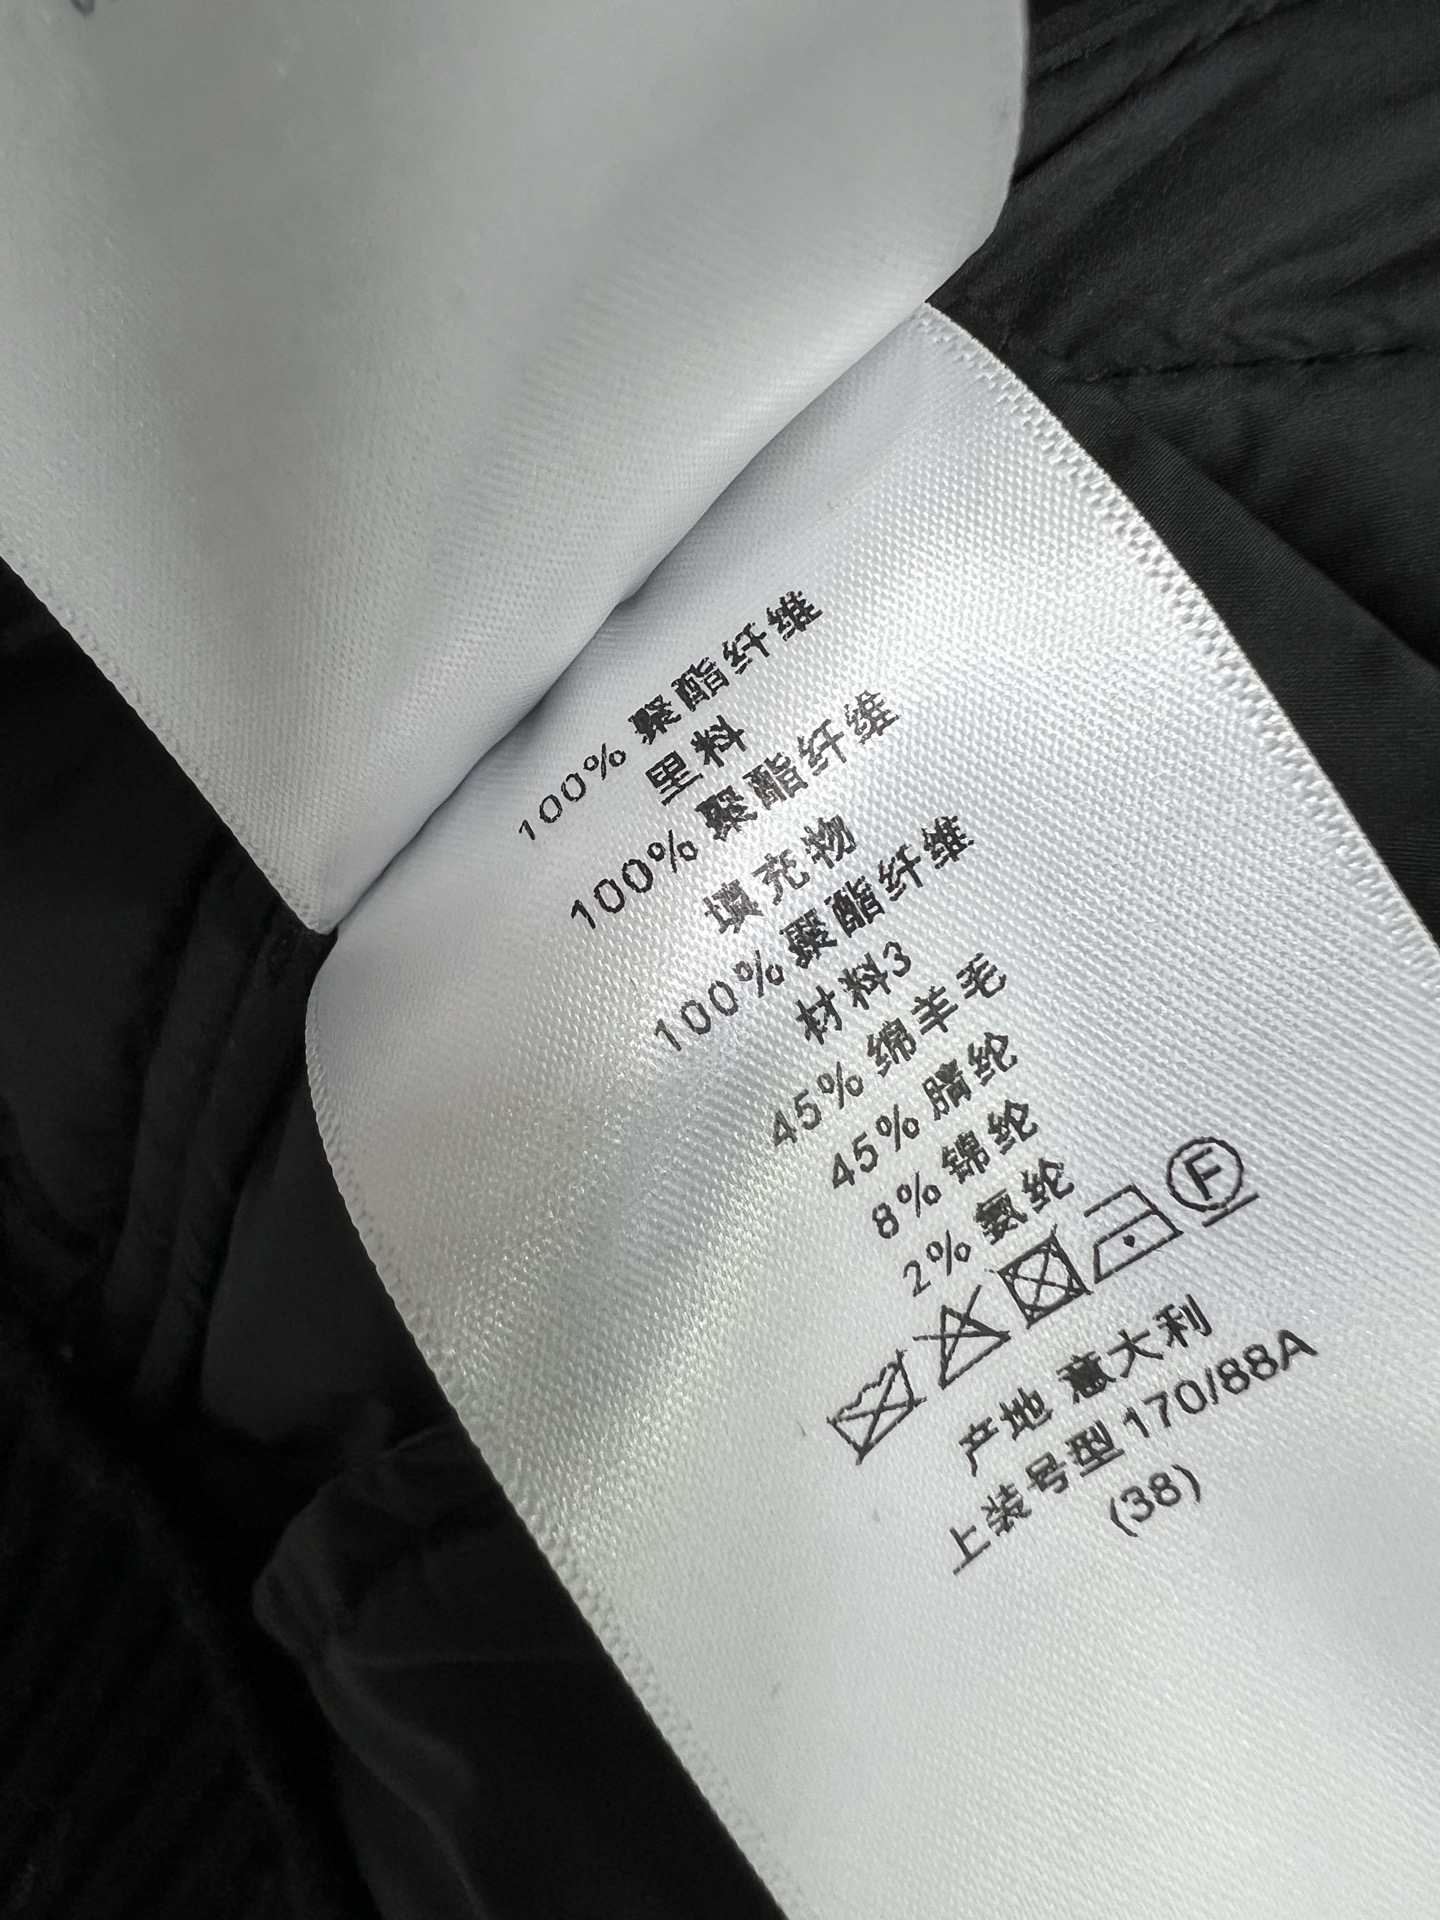 100% 聚酯纤维
里料
100% 聚酯纤维
填充物
100% 聚酯纤维
材料3
45% 绵羊毛
45% 腈纶
8% 锦纶
2% 氨纶
F
产地 意大利
上装号型 170/88A
(38)